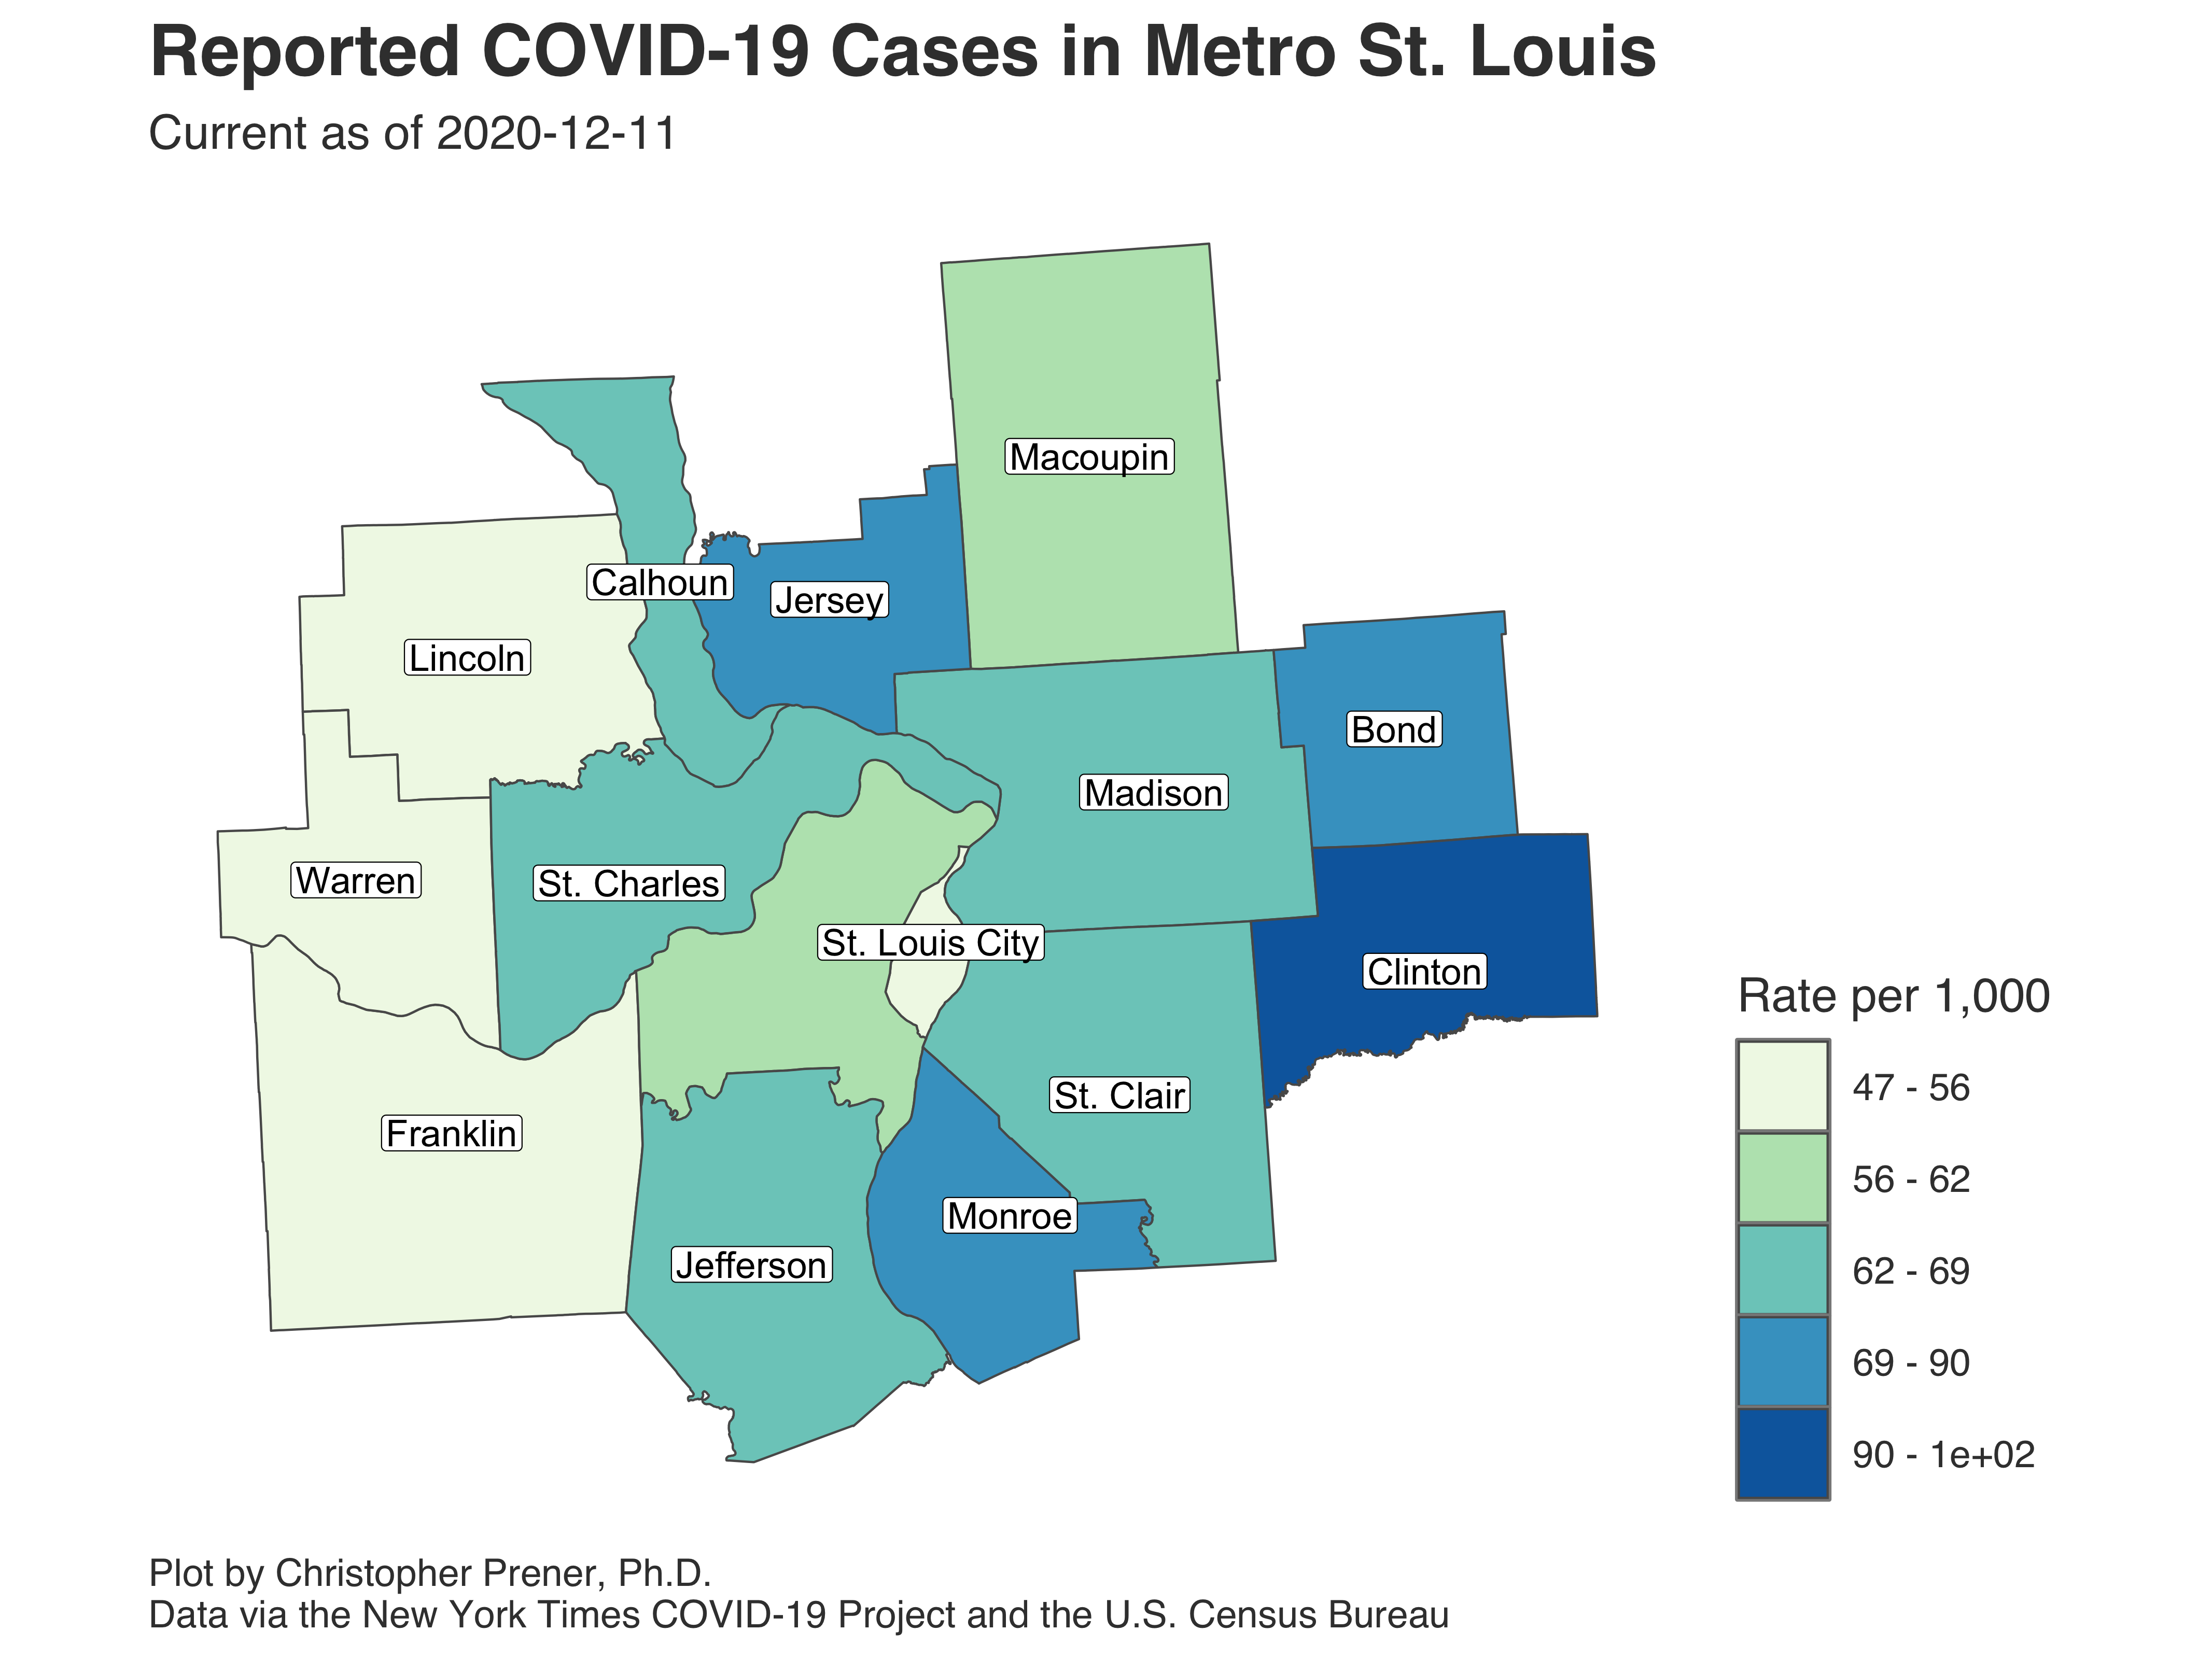 Reported COVID-19 Cases in Metro St. Louis
Current as of 2020-12-11
Macoupin
Calhoun
Jersey
Lincoln
Bond
Madison
Warren
St. Charles
St. Louis City
Clinton
St. Clair
Franklin
Monroe
Jefferson
Rate per 1,000
47 - 56
56 - 62
62 - 69
69 - 90
90 - 1e+02
Plot by Christopher Prener, Ph.D.
Data via the New York Times COVID-19 Project and the U.S. Census Bureau